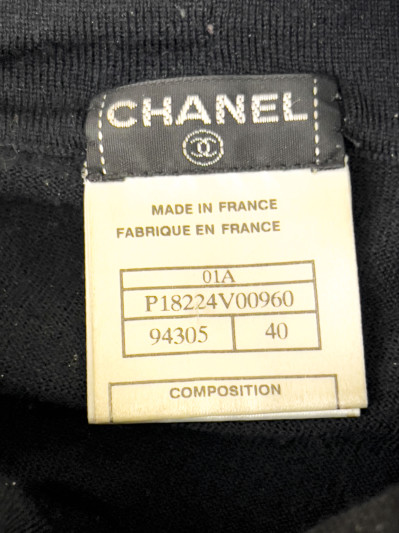 CHANEL
MADE IN FRANCE
FABRIQUE EN FRANCE
01A
P18224V00960
94305 40
COMPOSITION